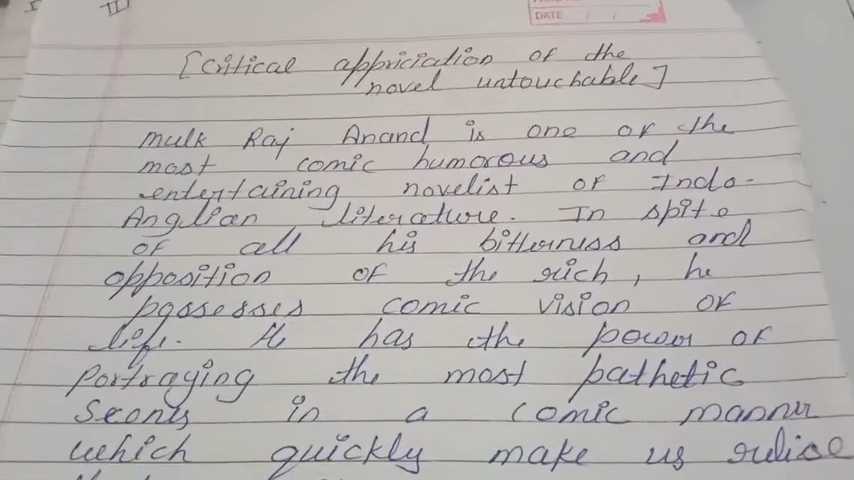 II
DATE / /
[Critical appriciation of the
novel untouchable]
Mulk Raj Anand is one of the
most comic humorous and
entertaining novelist of Indo-
Anglian literature. In spite
of all his bitterness and
opposition of the rich, he
possesses comic vision of
life. He has the power of
Portraying the most pathetic
Scens in a comic manner
which quickly make us